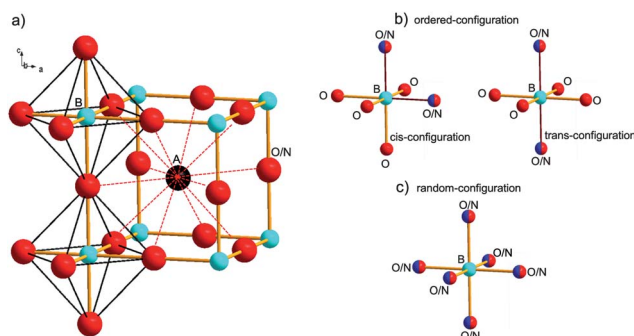 a)
c
b
a
B
A
O/N
B
b) ordered-configuration
O/N
O
O
B
O
O/N
cis-configuration
O
O/N
O
O
B
O
O
trans-configuration
O/N
c) random-configuration
O/N
B
O/N
O/N
O/N
O/N
O/N